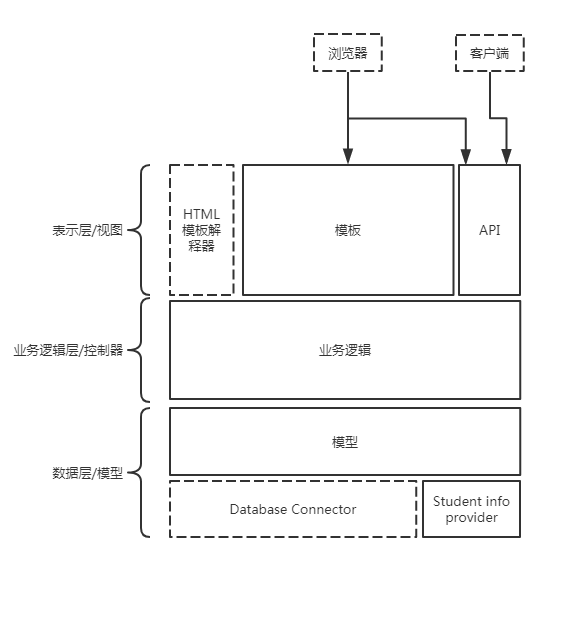 浏览器
客户端
表示层/视图
HTML
模板解
释器
模板
API
业务逻辑层/控制器
业务逻辑
数据层/模型
模型
Database Connector
Student info
provider